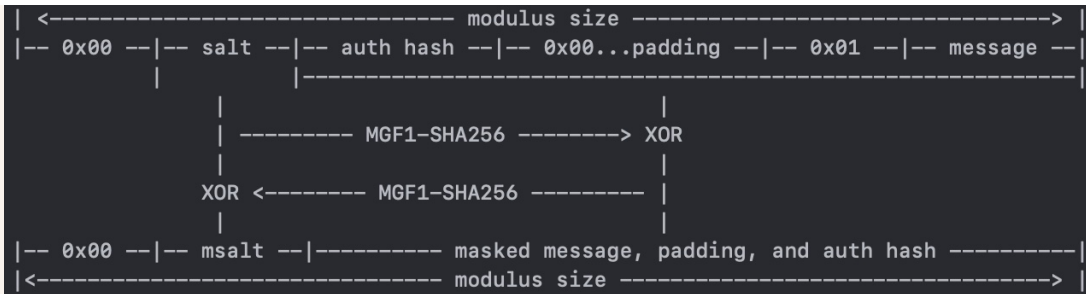 | <------------------------------- modulus size -------------------------------> |
|-- 0x00 --|-- salt --|-- auth hash --|-- 0x00...padding --|-- 0x01 --|-- message --|
| |-----------------------------------------------------------|
| |
| --------- MGF1-SHA256 --------> XOR
| |
XOR <-------- MGF1-SHA256 --------- |
| |
|-- 0x00 --|-- msalt --|---------- masked message, padding, and auth hash ----------|
|<------------------------------- modulus size --------------------------------> |